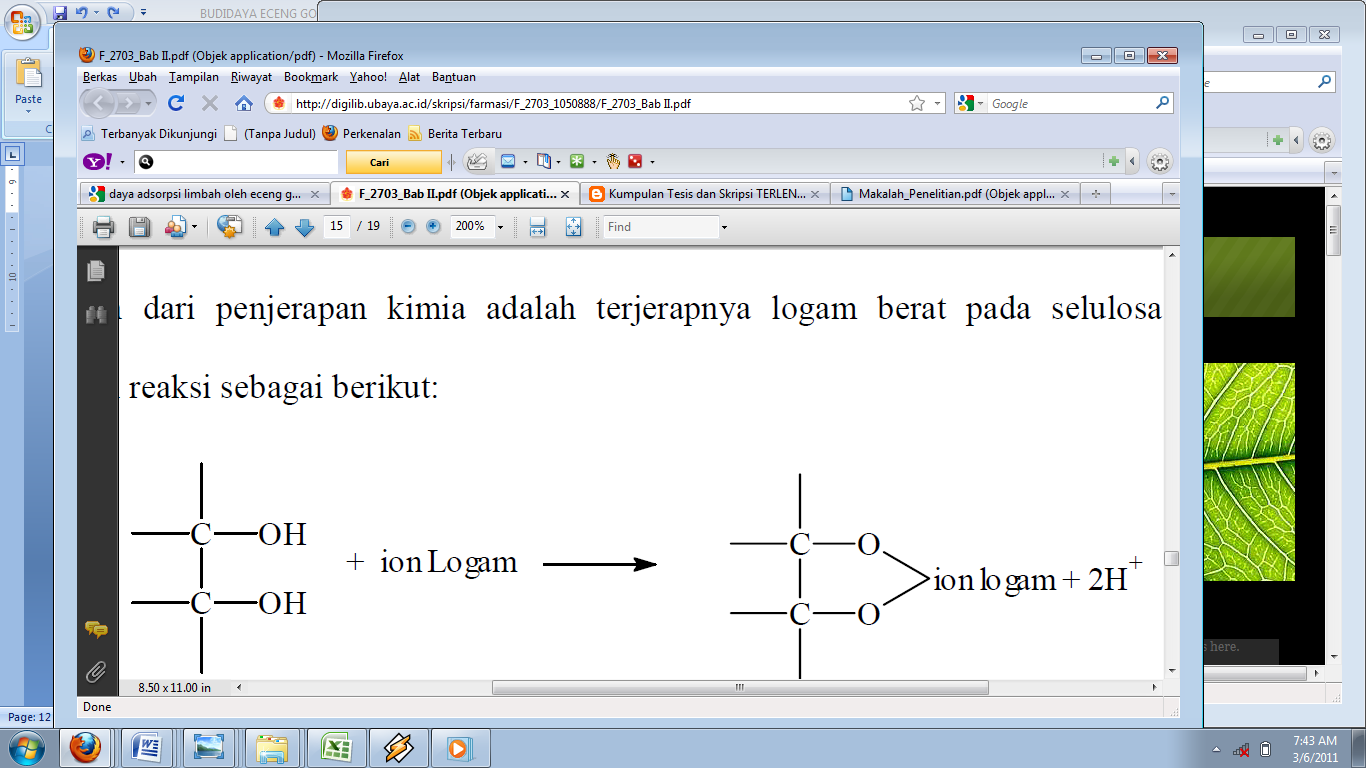 BUDIDAYA ECENG GO
F_2703_Bab II.pdf (Objek application/pdf) - Mozilla Firefox
Berkas Ubah Tampilan Riwayat Bookmark Yahoo! Alat Bantuan
Paste
http://digilib.ubaya.ac.id/skripsi/farmasi/F_2703_1050888/F_2703_Bab II.pdf
Google
Terbanyak Dikunjungi (Tanpa Judul) Perkenalan Berita Terbaru
Y! Cari
daya adsorpsi limbah oleh eceng g... F_2703_Bab II.pdf (Objek applicati... Kumpulan Tesis dan Skripsi TERLEN... Makalah_Penelitian.pdf (Objek appl...
15 / 19 200% Find
dari penjerapan kimia adalah terjerapnya logam berat pada selulosa
reaksi sebagai berikut:
C OH
+ ion Logam
C OH
C O
ion logam + 2H+
C O
8.50 x 11.00 in
Done
s here.
Page: 12
7:43 AM
3/6/2011